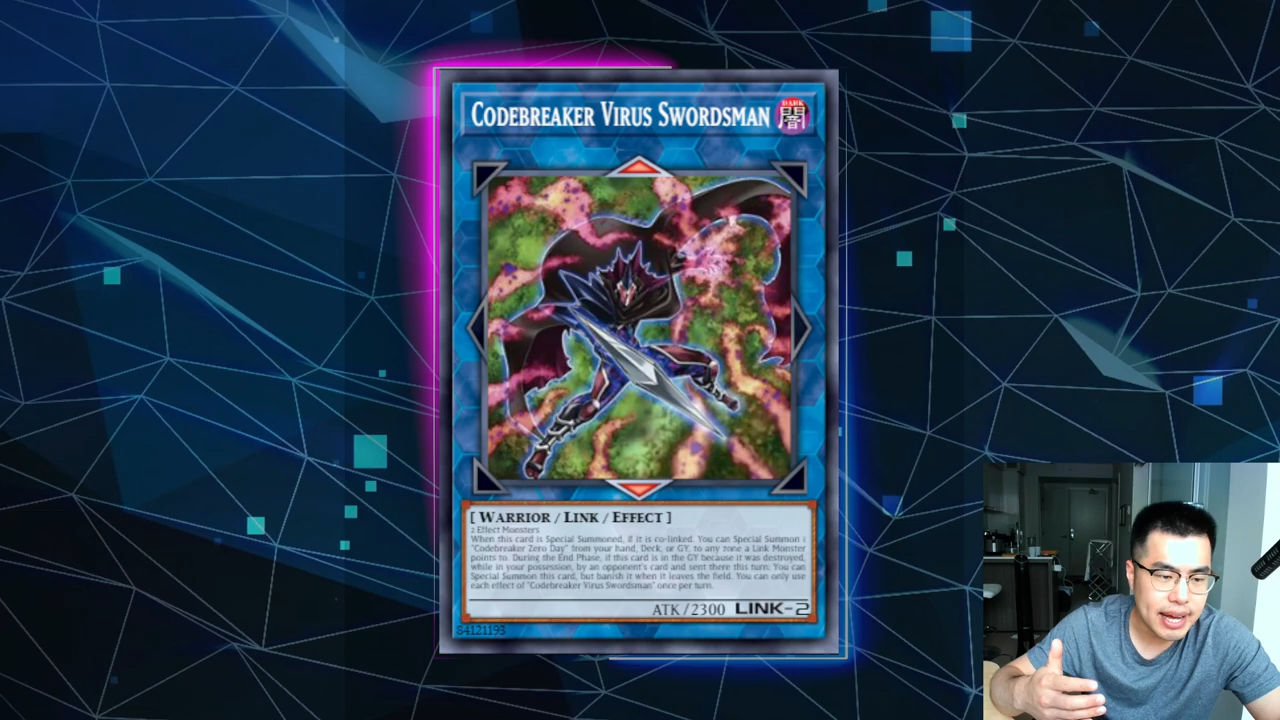 CODEBREAKER VIRUS SWORDSMAN
DARK
闇
[ WARRIOR / LINK / EFFECT ]
2 Effect Monsters
When this card is Special Summoned, if it is co-linked. You can Special Summon 1
"Codebreaker Zero Day" from your hand, Deck, or GY, to any zone a Link Monster
points to. During the End Phase, if this card is in the GY because it was destroyed,
while in your possession, by an opponent's card and sent there this turn: You can
Special Summon this card, but banish it when it leaves the field. You can only use
each effect of "Codebreaker Virus Swordsman" once per turn.
ATK/2300 LINK-2
84121193